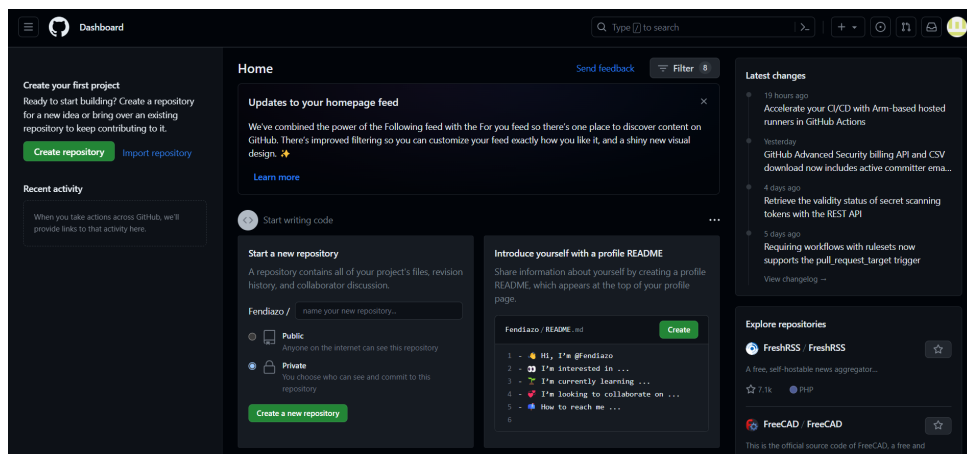 Dashboard
Type / to search
Create your first project
Ready to start building? Create a repository
for a new idea or bring over an existing
repository to keep contributing to it.
Create repository
Import repository
Recent activity
When you take actions across GitHub, we'll
provide links to that activity here.
Home
Send feedback
Filter 8
Updates to your homepage feed
We've combined the power of the Following feed with the For you feed so there's one place to discover content on
GitHub. There's improved filtering so you can customize your feed exactly how you like it, and a shiny new visual
design. ✨
Learn more
Start writing code
Start a new repository
A repository contains all of your project's files, revision
history, and collaborator discussion.
Fendiazo /
name your new repository...
Public
Anyone on the internet can see this repository
Private
You choose who can see and commit to this
repository
Create a new repository
Introduce yourself with a profile README
Share information about yourself by creating a profile
README, which appears at the top of your profile
page.
Fendiazo / README.md
Create
1 - 👋 Hi, I'm @Fendiazo
2 - 👀 I'm interested in ...
3 - 🌱 I'm currently learning ...
4 - 💞️ I'm looking to collaborate on ...
5 - 📫 How to reach me ...
6
Latest changes
19 hours ago
Accelerate your CI/CD with Arm-based hosted
runners in GitHub Actions
Yesterday
GitHub Advanced Security billing API and CSV
download now includes active committer ema...
4 days ago
Retrieve the validity status of secret scanning
tokens with the REST API
5 days ago
Requiring workflows with rulesets now
supports the pull_request_target trigger
View changelog →
Explore repositories
FreshRSS / FreshRSS
A free, self-hostable news aggregator...
7.1k
PHP
FreeCAD / FreeCAD
This is the official source code of FreeCAD, a free and